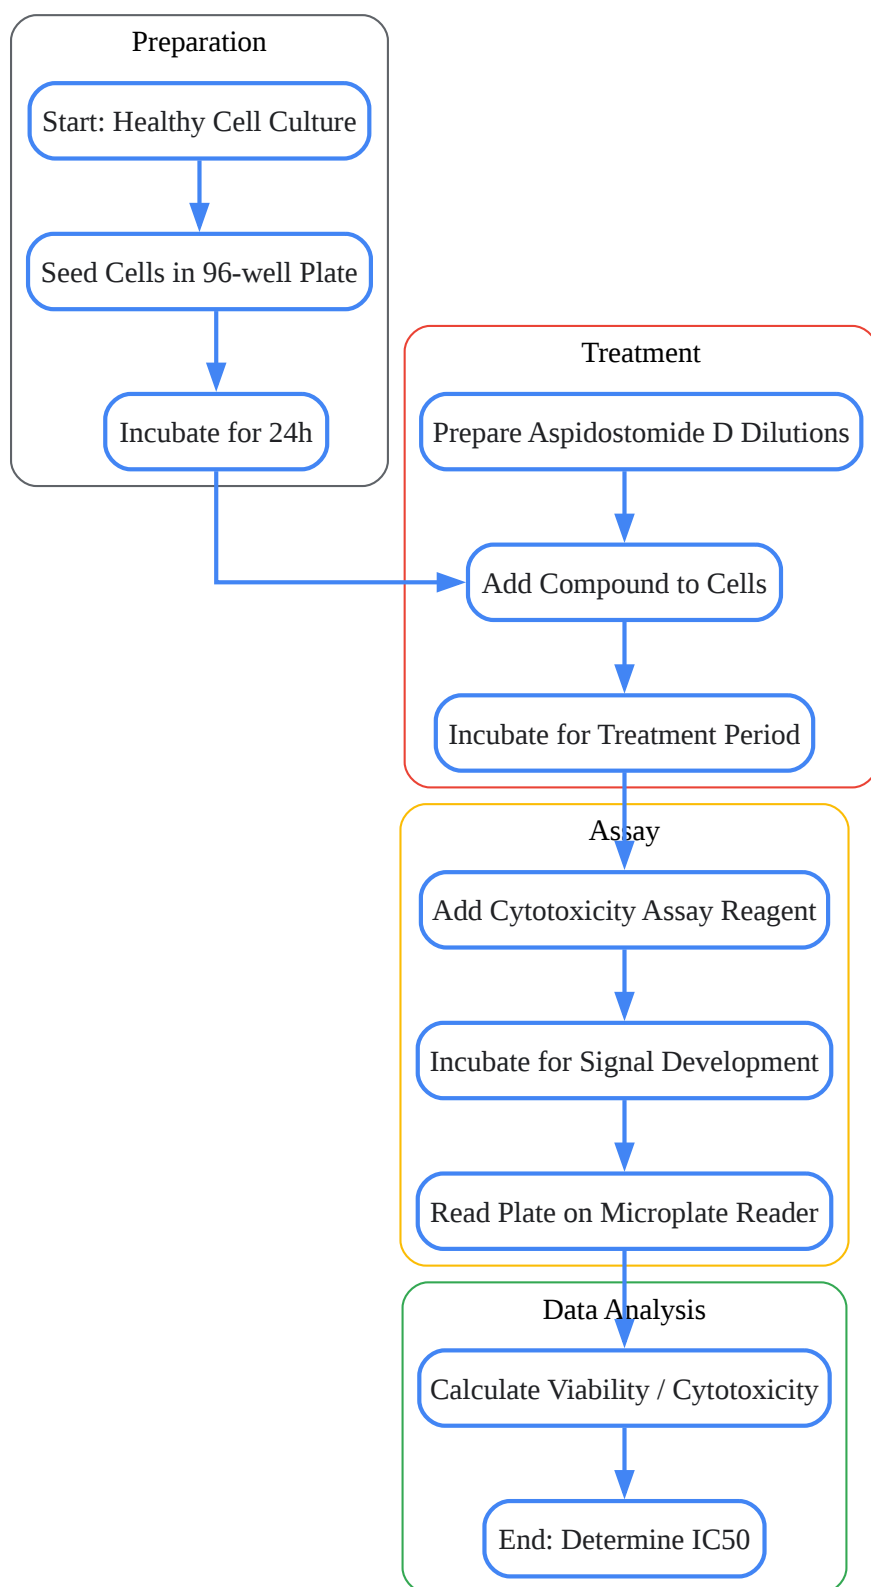 Preparation
Start: Healthy Cell Culture
Seed Cells in 96-well Plate
Incubate for 24h
Treatment
Prepare Aspidostomide D Dilutions
Add Compound to Cells
Incubate for Treatment Period
Assay
Add Cytotoxicity Assay Reagent
Incubate for Signal Development
Read Plate on Microplate Reader
Data Analysis
Calculate Viability / Cytotoxicity
End: Determine IC50